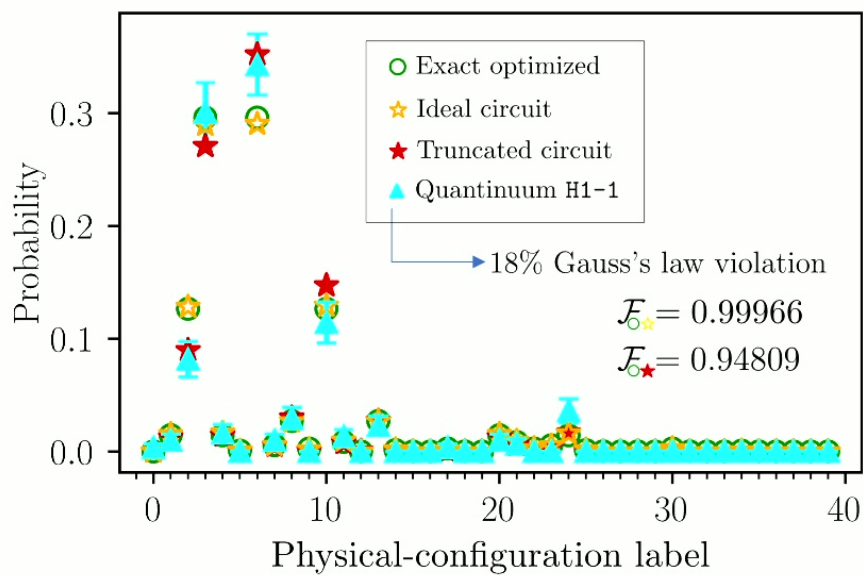 Exact optimized
Ideal circuit
Truncated circuit
Quantinuum H1-1
18% Gauss's law violation
𝓕○☆ = 0.99966
𝓕○★ = 0.94809
Probability
0.3
0.2
0.1
0.0
0 10 20 30 40
Physical-configuration label